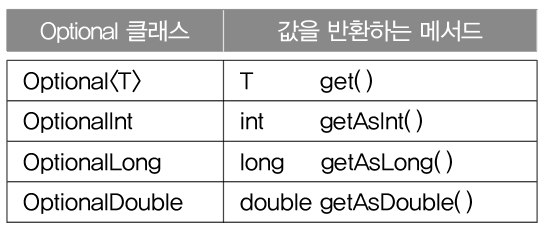 Optional 클래스 값을 반환하는 메서드
Optional〈T〉 T get( )
OptionalInt int getAsInt( )
OptionalLong long getAsLong( )
OptionalDouble double getAsDouble( )